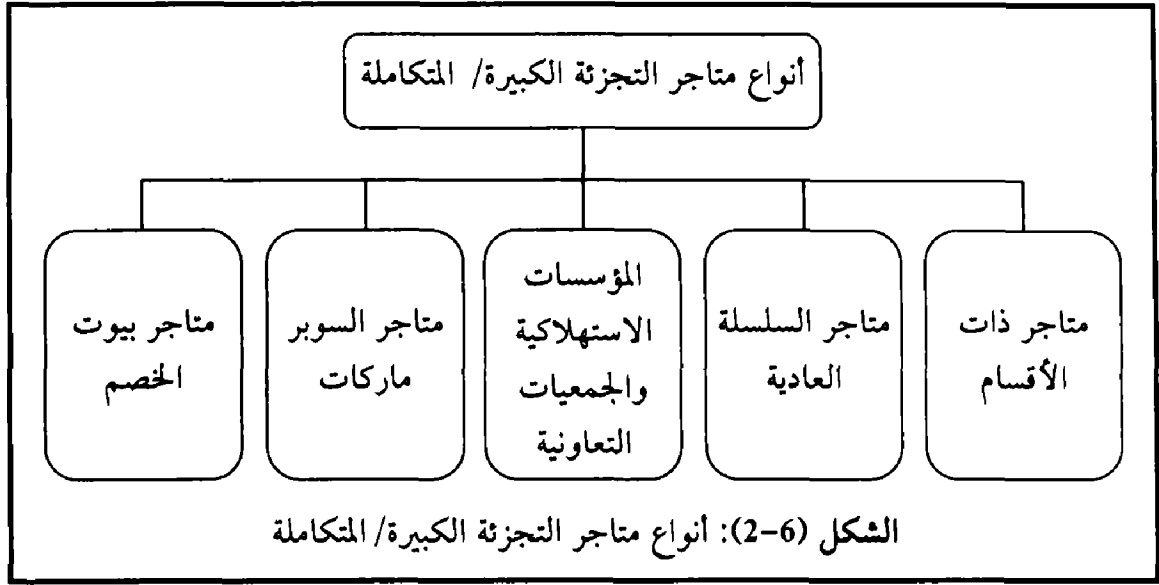 أنواع متاجر التجزئة الكبيرة/ المتكاملة
متاجر ذات
الأقسام
متاجر السلسلة
العادية
المؤسسات
الاستهلاكية
والجمعيات
التعاونية
متاجر السوبر
ماركات
متاجر بيوت
الخصم
الشكل (6-2): أنواع متاجر التجزئة الكبيرة/ المتكاملة